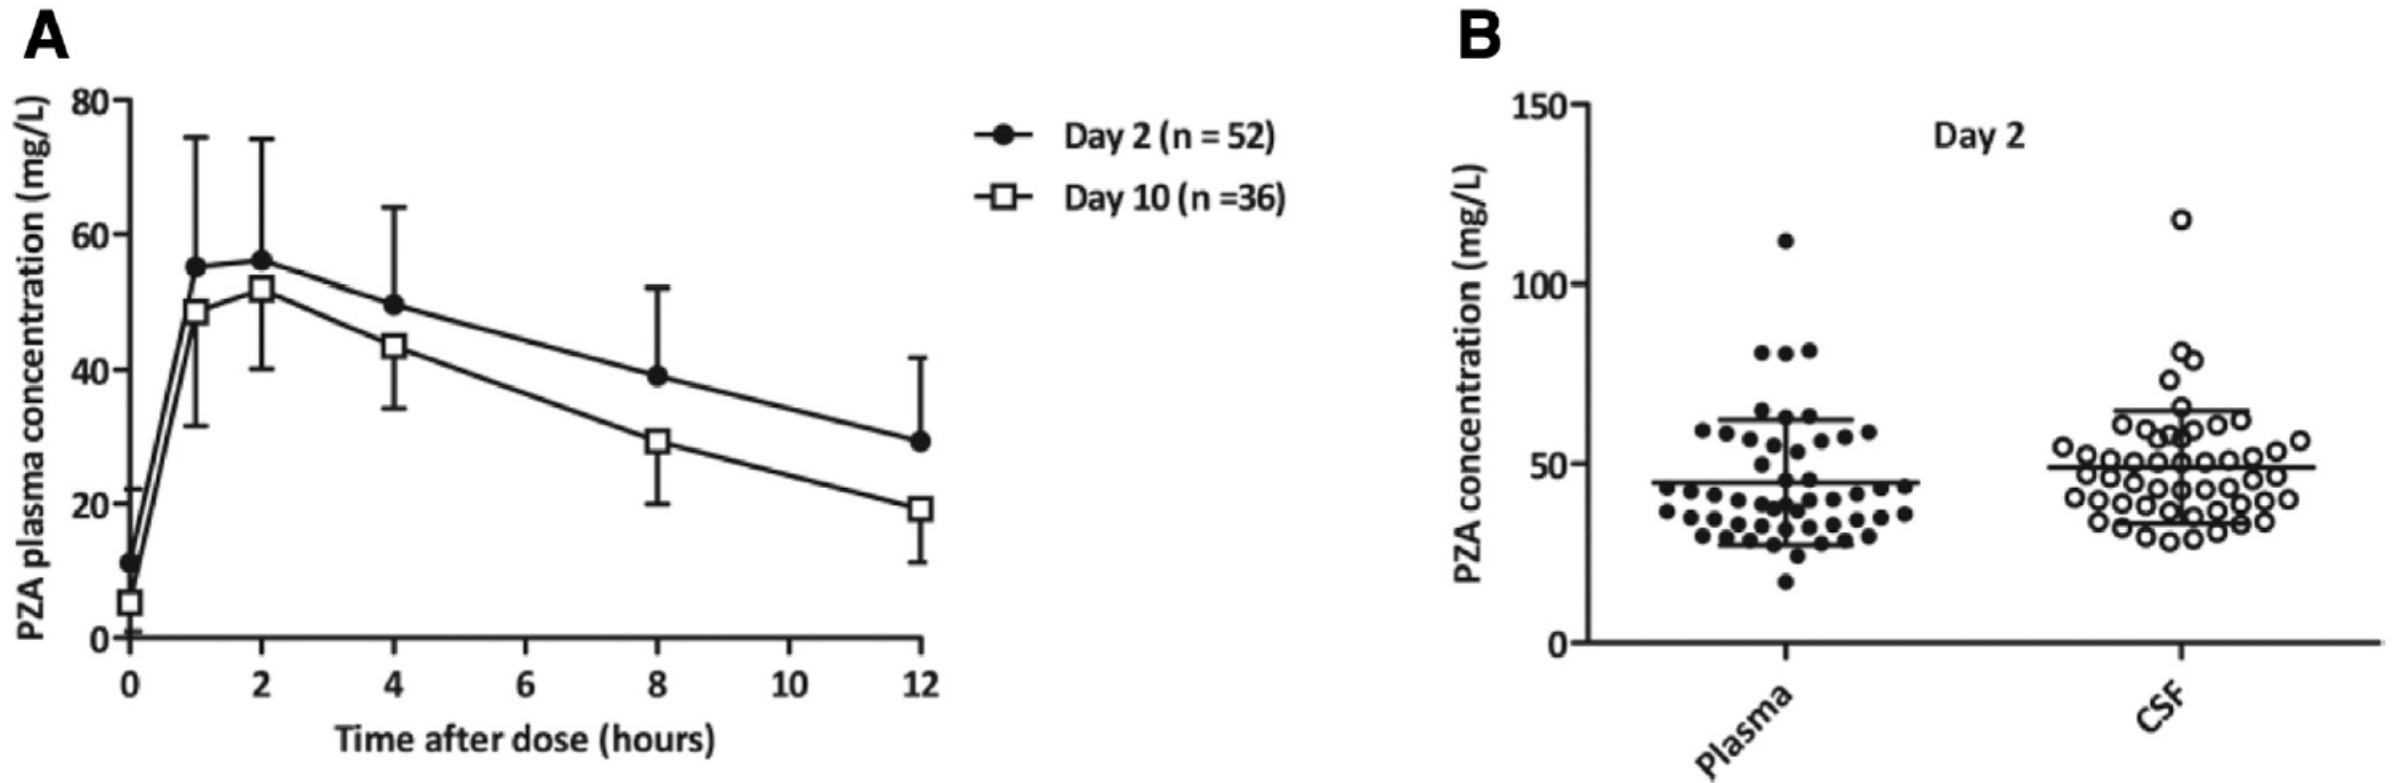 A
PZA plasma concentration (mg/L)
80
60
40
20
0
0 2 4 6 8 10 12
Time after dose (hours)
Day 2 (n = 52)
Day 10 (n =36)
B
PZA concentration (mg/L)
150
100
50
0
Day 2
Plasma
CSF